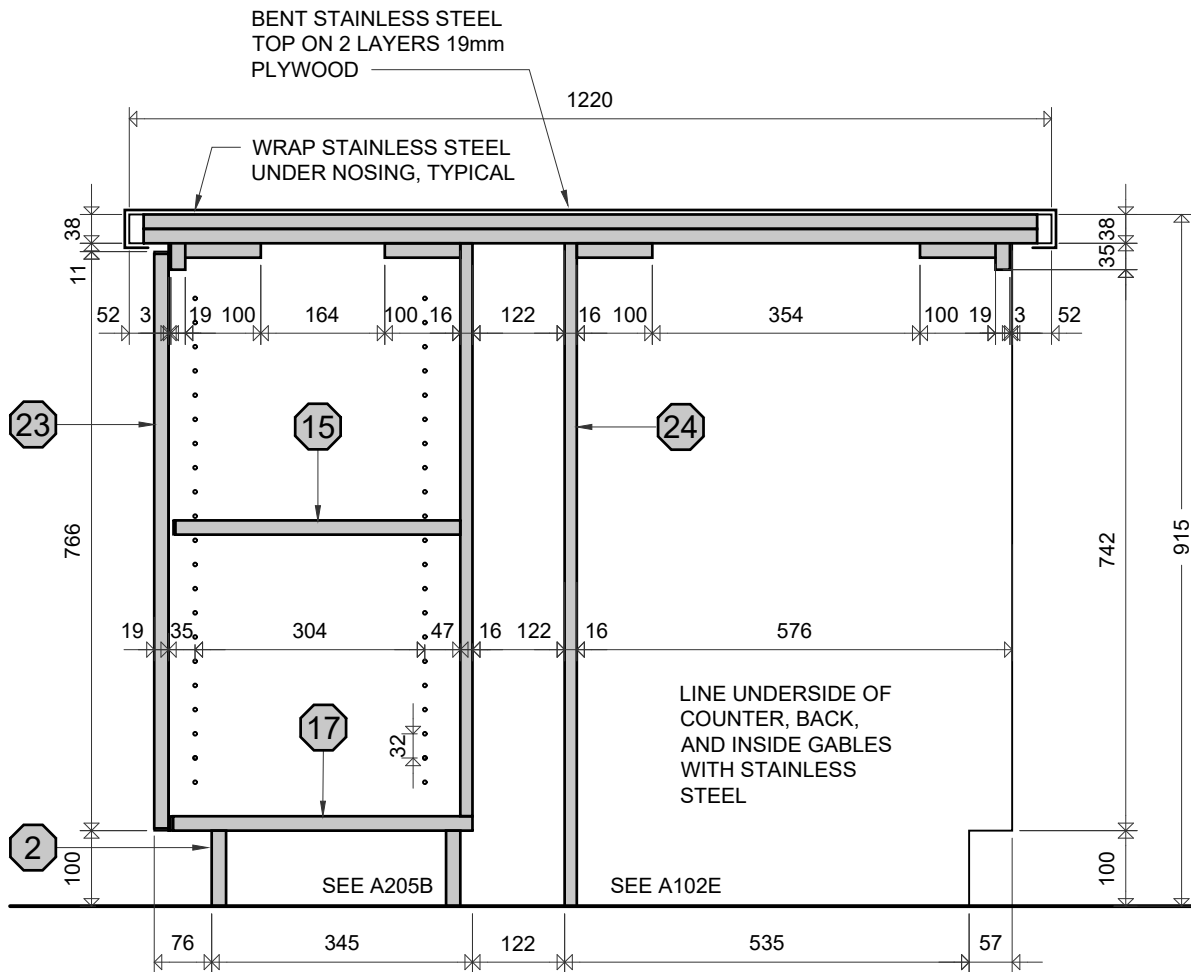 BENT STAINLESS STEEL
TOP ON 2 LAYERS 19mm
PLYWOOD
1220
WRAP STAINLESS STEEL
UNDER NOSING, TYPICAL
38
11
38
35
52 3 19 100 164 100 16 122 16 100 354 100 19 3 52
23
15
24
766
742
915
19 35 304 47 16 122 16 576
LINE UNDERSIDE OF
COUNTER, BACK,
AND INSIDE GABLES
WITH STAINLESS
STEEL
17
32
2
100
100
SEE A205B
SEE A102E
76 345 122 535 57